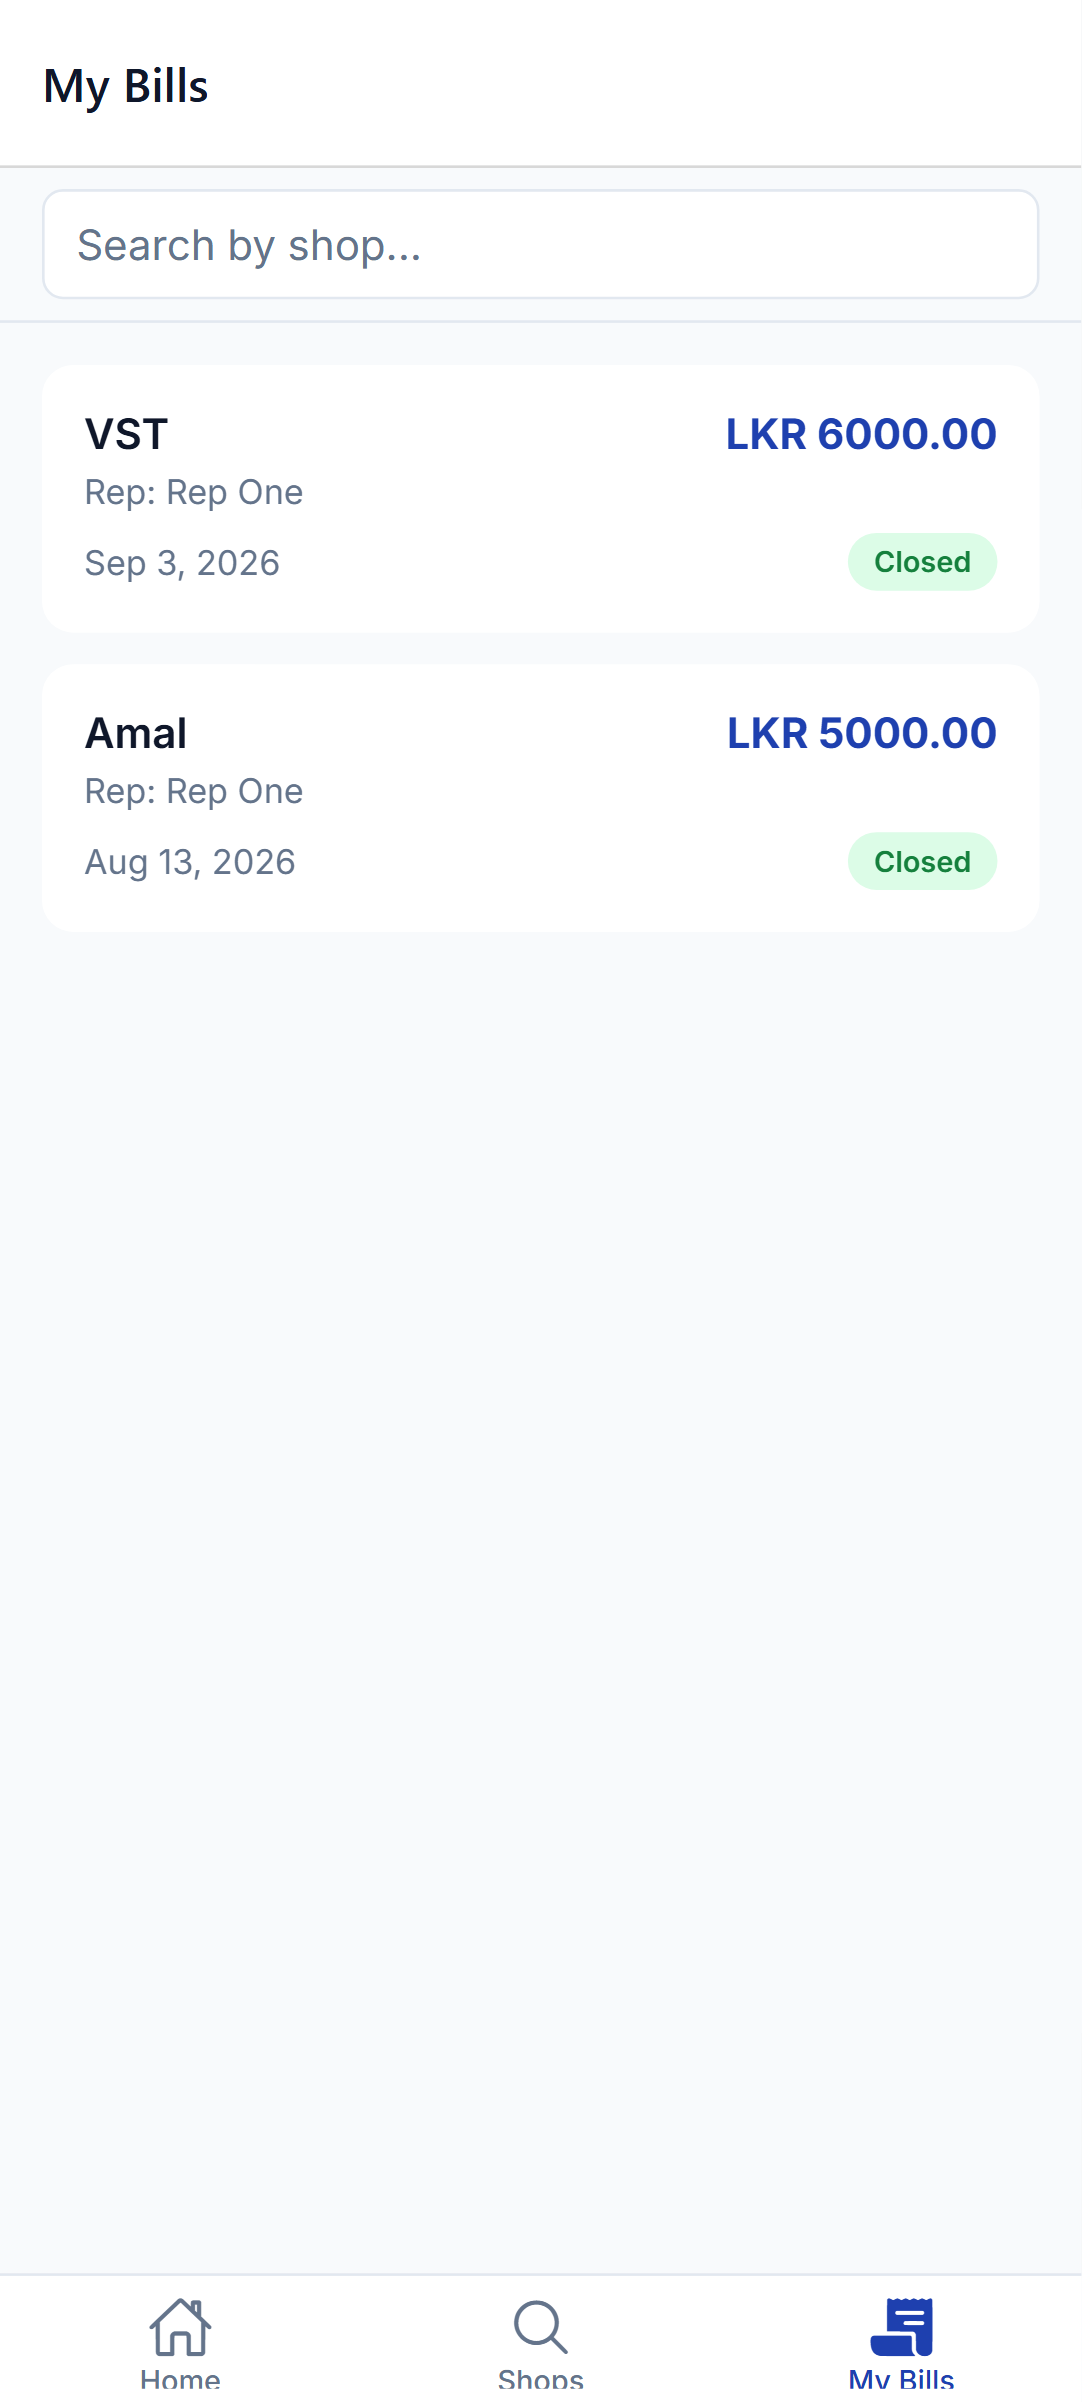 My Bills
Search by shop...
VST
LKR 6000.00
Rep: Rep One
Sep 3, 2026
Closed
Amal
LKR 5000.00
Rep: Rep One
Aug 13, 2026
Closed
Home
Shops
My Bills